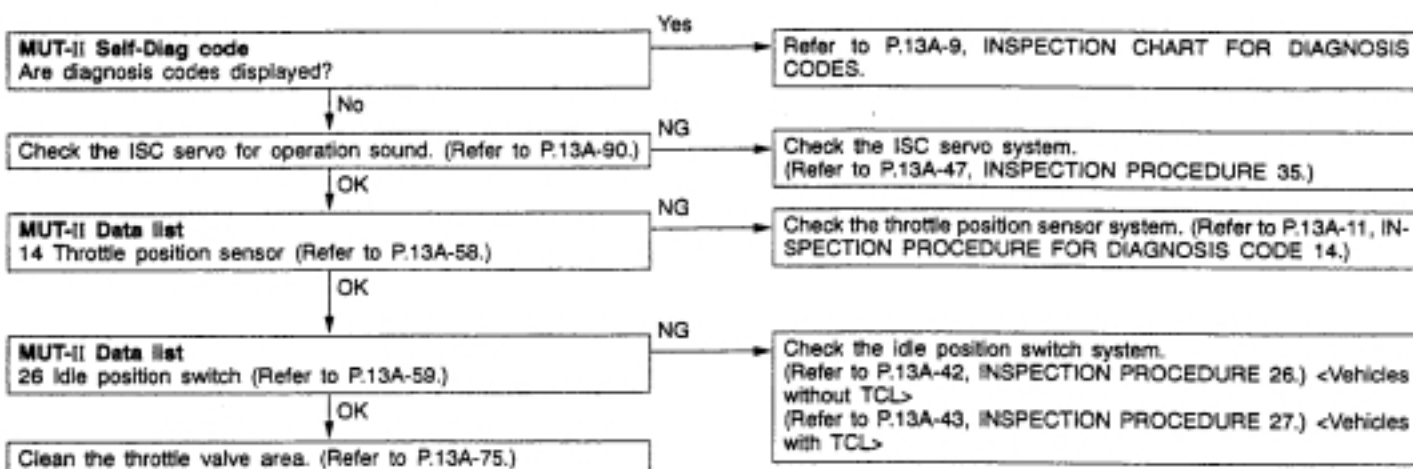 Yes
MUT-II Self-Diag code
Are diagnosis codes displayed?
Refer to P.13A-9, INSPECTION CHART FOR DIAGNOSIS
CODES.
No
NG
Check the ISC servo for operation sound. (Refer to P.13A-90.)
Check the ISC servo system.
(Refer to P.13A-47, INSPECTION PROCEDURE 35.)
OK
NG
MUT-II Data list
14 Throttle position sensor (Refer to P.13A-58.)
Check the throttle position sensor system. (Refer to P.13A-11, IN-
SPECTION PROCEDURE FOR DIAGNOSIS CODE 14.)
OK
NG
MUT-II Data list
26 Idle position switch (Refer to P.13A-59.)
Check the idle position switch system.
(Refer to P.13A-42, INSPECTION PROCEDURE 26.) <Vehicles
without TCL>
(Refer to P.13A-43, INSPECTION PROCEDURE 27.) <Vehicles
with TCL>
OK
Clean the throttle valve area. (Refer to P.13A-75.)